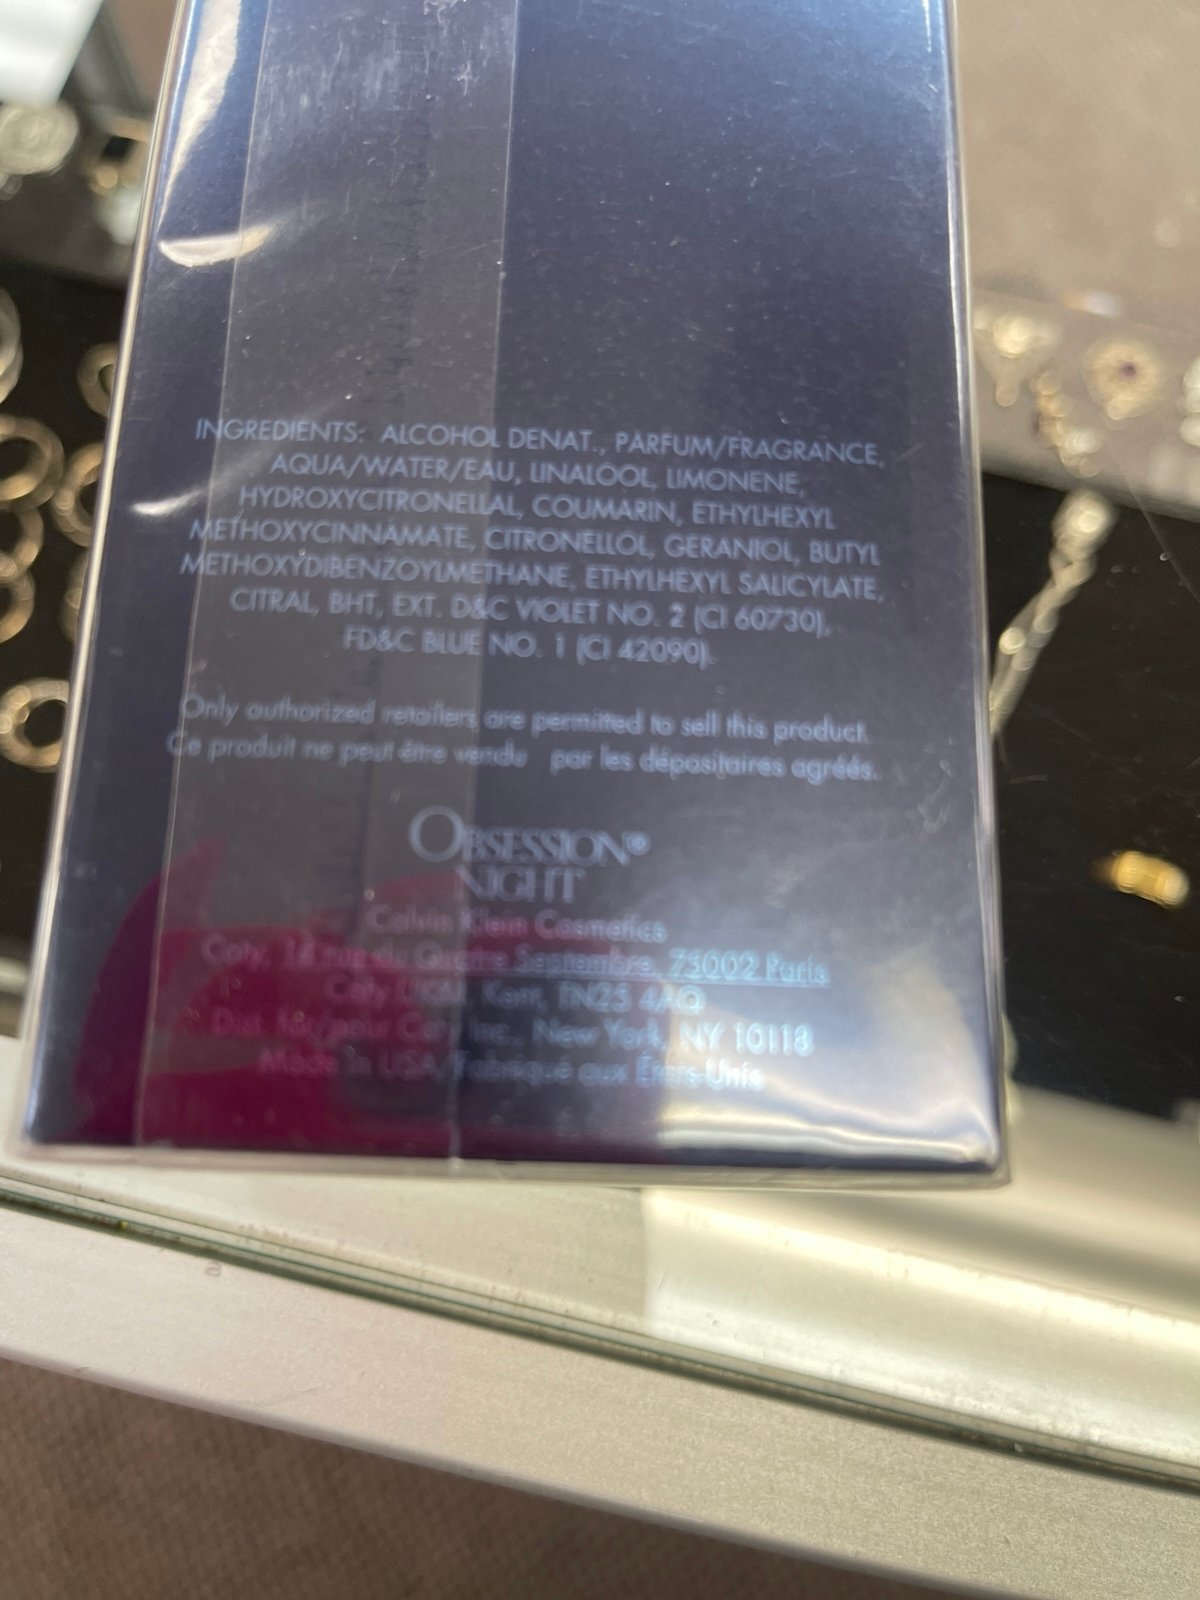 INGREDIENTS: ALCOHOL DENAT., PARFUM/FRAGRANCE,
AQUA/WATER/EAU, LINALOOL, LIMONENE,
HYDROXYCITRONELLAL, COUMARIN, ETHYLHEXYL
METHOXYCINNAMATE, CITRONELLOL, GERANIOL, BUTYL
METHOXYDIBENZOYLMETHANE, ETHYLHEXYL SALICYLATE,
CITRAL, BHT, EXT. D&C VIOLET NO. 2 (CI 60730),
FD&C BLUE NO. 1 (CI 42090).
Only authorized retailers are permitted to sell this product.
Ce produit ne peut être vendu par les dépositaires agréés.
OBSESSION®
NIGHT
Calvin Klein Cosmetics
Coty, 14 rue du Quatre Septembre, 75002 Paris
Coty Kent, TN25 4AQ
Dist. by/pour Coty Inc., New York, NY 10118
Made in USA/Fabriqué aux États-Unis